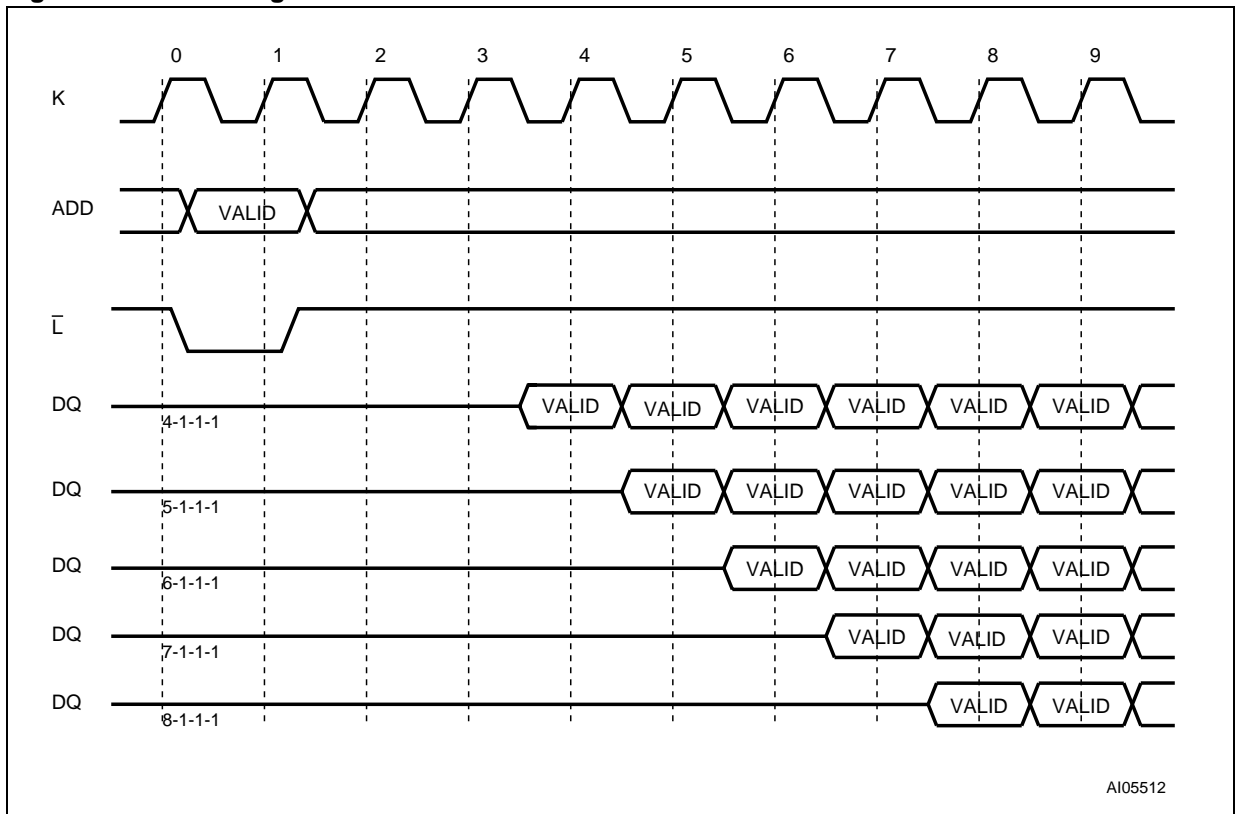 0 1 2 3 4 5 6 7 8 9
K
ADD VALID
L̅
DQ VALID VALID VALID VALID VALID VALID
4-1-1-1
DQ VALID VALID VALID VALID VALID
5-1-1-1
DQ VALID VALID VALID VALID
6-1-1-1
DQ VALID VALID VALID
7-1-1-1
DQ VALID VALID
8-1-1-1
AI05512